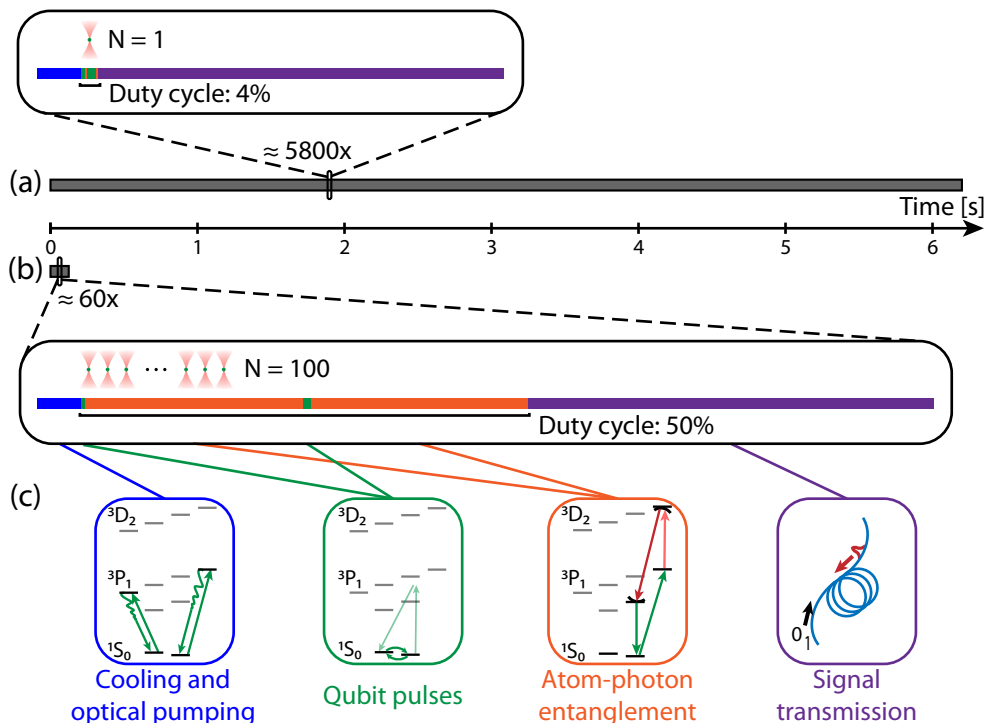 N = 1
Duty cycle: 4%
≈ 5800x
(a)
Time [s]
0 1 2 3 4 5 6
(b)
≈ 60x
... N = 100
Duty cycle: 50%
(c)
³D₂ ³D₂ ³D₂
³P₁ ³P₁ ³P₁
0 1
¹S₀ ¹S₀ ¹S₀
Cooling and
optical pumping
Qubit pulses
Atom-photon
entanglement
Signal
transmission